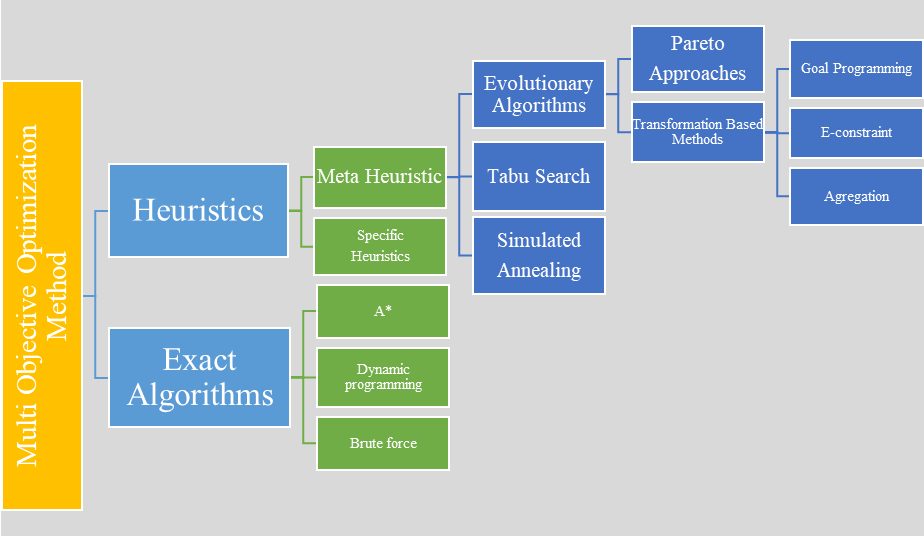 Multi Objective Optimization
Method
Heuristics
Meta Heuristic
Evolutionary
Algorithms
Pareto
Approaches
Transformation Based
Methods
Goal Programming
E-constraint
Agregation
Tabu Search
Simulated
Annealing
Specific
Heuristics
Exact
Algorithms
A*
Dynamic
programming
Brute force